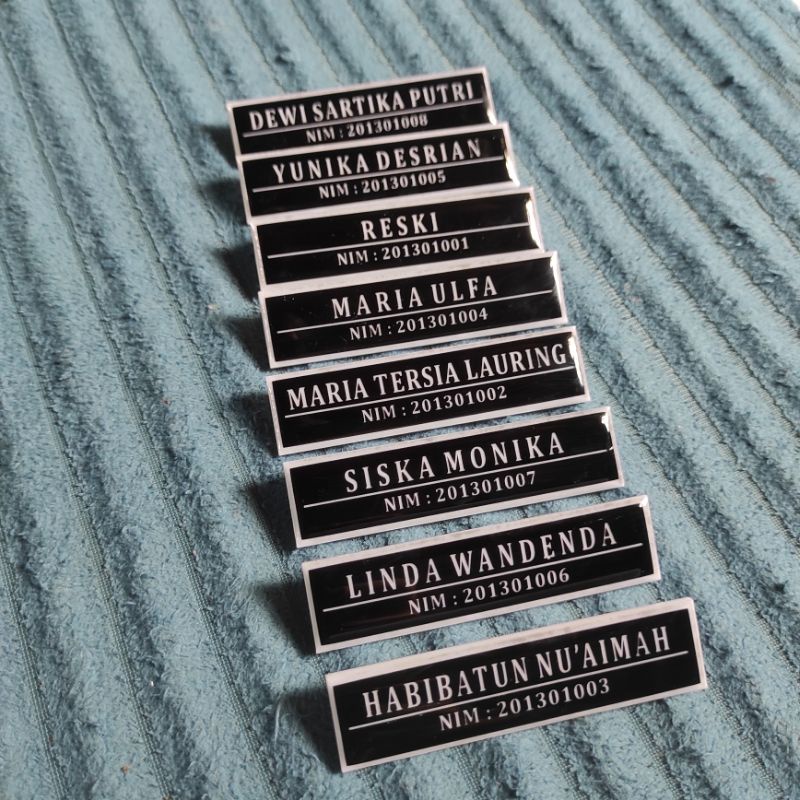 DEWI SARTIKA PUTRI
NIM : 201301008
YUNIKA DESRIAN
NIM : 201301005
RESKI
NIM : 201301001
MARIA ULFA
NIM : 201301004
MARIA TERSIA LAURING
NIM : 201301002
SISKA MONIKA
NIM : 201301007
LINDA WANDENDA
NIM : 201301006
HABIBATUN NU'AIMAH
NIM : 201301003